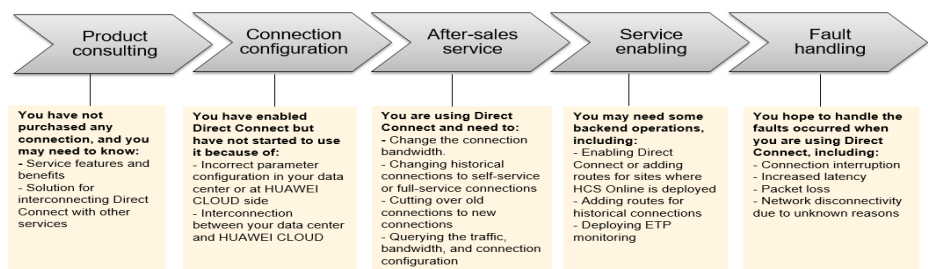 Product
consulting
Connection
configuration
After-sales
service
Service
enabling
Fault
handling
You have not
purchased any
connection, and you
may need to know:
- Service features and
benefits
- Solution for
interconnecting Direct
Connect with other
services
You have enabled
Direct Connect but
have not started to use
it because of:
- Incorrect parameter
configuration in your data
center or at HUAWEI
CLOUD side
- Interconnection
between your data center
and HUAWEI CLOUD
You are using Direct
Connect and need to:
- Change the connection
bandwidth.
- Changing historical
connections to self-service
or full-service connections
- Cutting over old
connections to new
connections
- Querying the traffic,
bandwidth, and connection
configuration
You may need some
backend operations,
including:
- Enabling Direct
Connect or adding
routes for sites where
HCS Online is deployed
- Adding routes for
historical connections
- Deploying ETP
monitoring
You hope to handle the
faults occurred when
you are using Direct
Connect, including:
- Connection interruption
- Increased latency
- Packet loss
- Network disconnectivity
due to unknown reasons